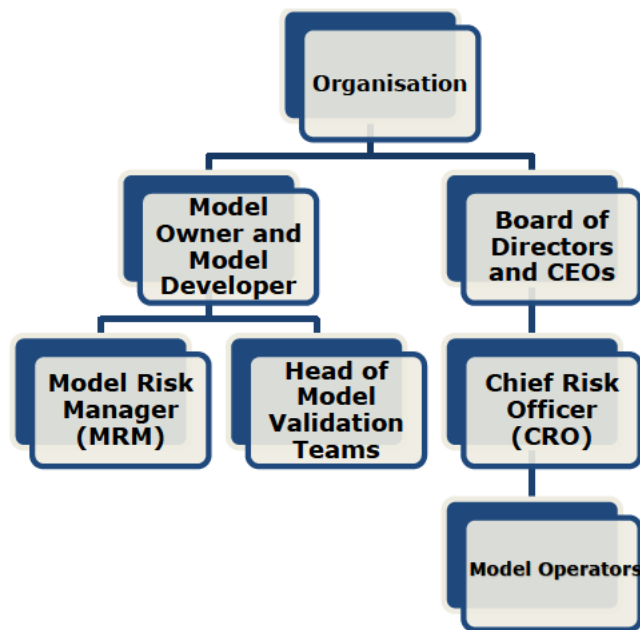 Organisation
Model
Owner and
Model
Developer
Board of
Directors
and CEOs
Model Risk
Manager
(MRM)
Head of
Model
Validation
Teams
Chief Risk
Officer
(CRO)
Model Operators